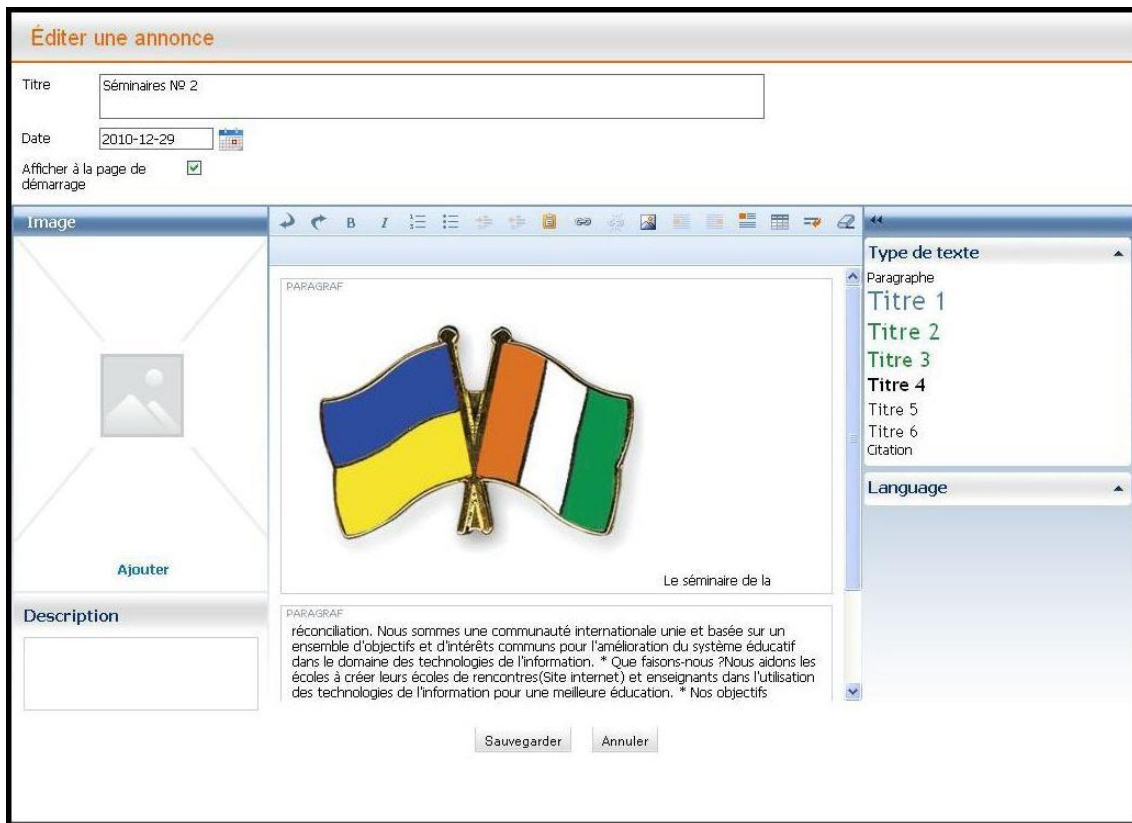 Éditer une annonce
Titre
Séminaires Nº 2
Date
2010-12-29
Afficher à la page de
démarrage
Image
B I
Type de texte
Paragraphe
Titre 1
Titre 2
Titre 3
Titre 4
Titre 5
Titre 6
Citation
Language
PARAGRAF
Le séminaire de la
Ajouter
Description
PARAGRAF
réconciliation. Nous sommes une communauté internationale unie et basée sur un
ensemble d'objectifs et d'intérêts communs pour l'amélioration du système éducatif
dans le domaine des technologies de l'information. * Que faisons-nous ?Nous aidons les
écoles à créer leurs écoles de rencontres(Site internet) et enseignants dans l'utilisation
des technologies de l'information pour une meilleure éducation. * Nos objectifs
Sauvegarder
Annuler